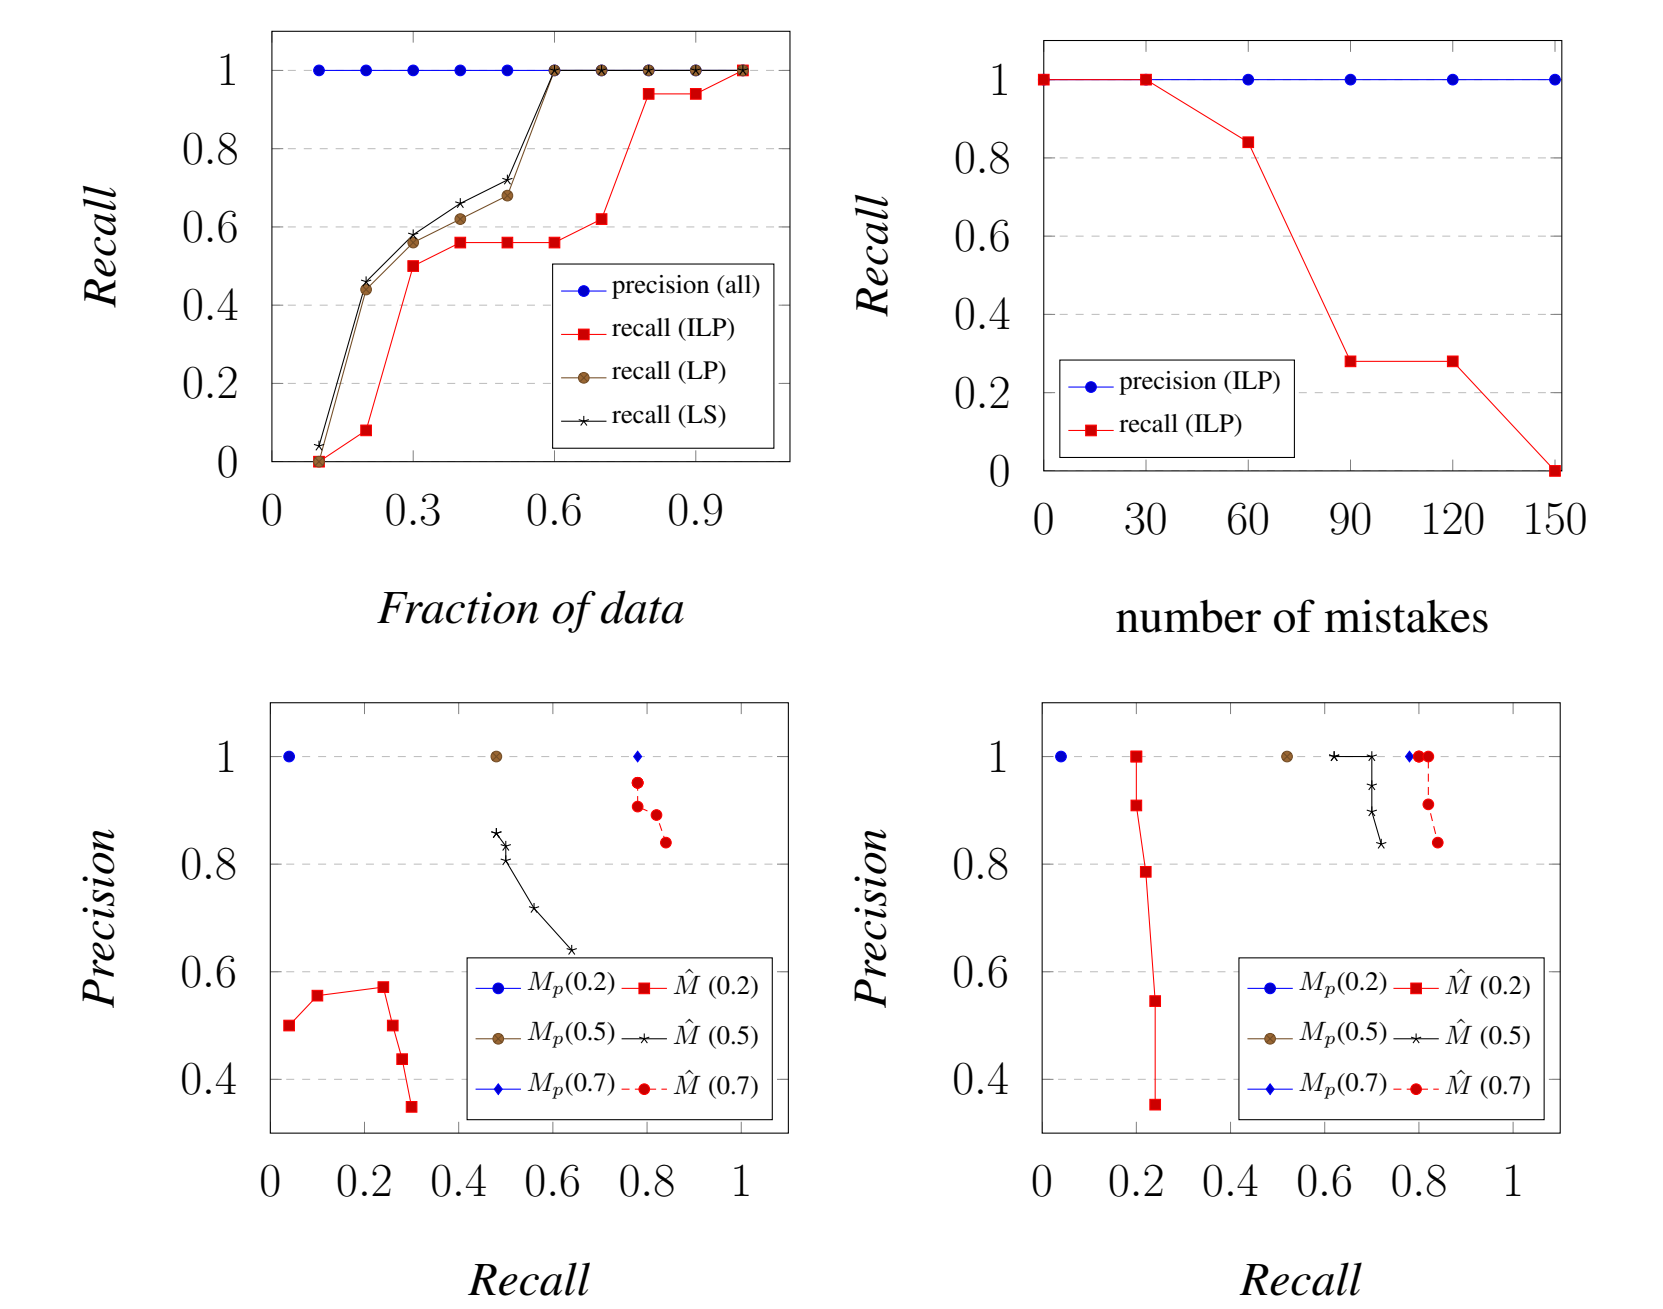 Recall
1
0.8
0.6
0.4
0.2
0
0 0.3 0.6 0.9
Fraction of data
precision (all)
recall (ILP)
recall (LP)
recall (LS)
Recall
1
0.8
0.6
0.4
0.2
0
0 30 60 90 120 150
number of mistakes
precision (ILP)
recall (ILP)
Precision
1
0.8
0.6
0.4
0 0.2 0.4 0.6 0.8 1
Recall
M_p(0.2) M̂ (0.2)
M_p(0.5) M̂ (0.5)
M_p(0.7) M̂ (0.7)
Precision
1
0.8
0.6
0.4
0 0.2 0.4 0.6 0.8 1
Recall
M_p(0.2) M̂ (0.2)
M_p(0.5) M̂ (0.5)
M_p(0.7) M̂ (0.7)